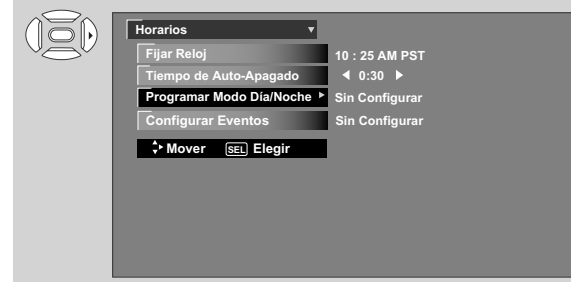 Horarios
Fijar Reloj 10 : 25 AM PST
Tiempo de Auto-Apagado 0:30
Programar Modo Día/Noche Sin Configurar
Configurar Eventos Sin Configurar
Mover SEL Elegir